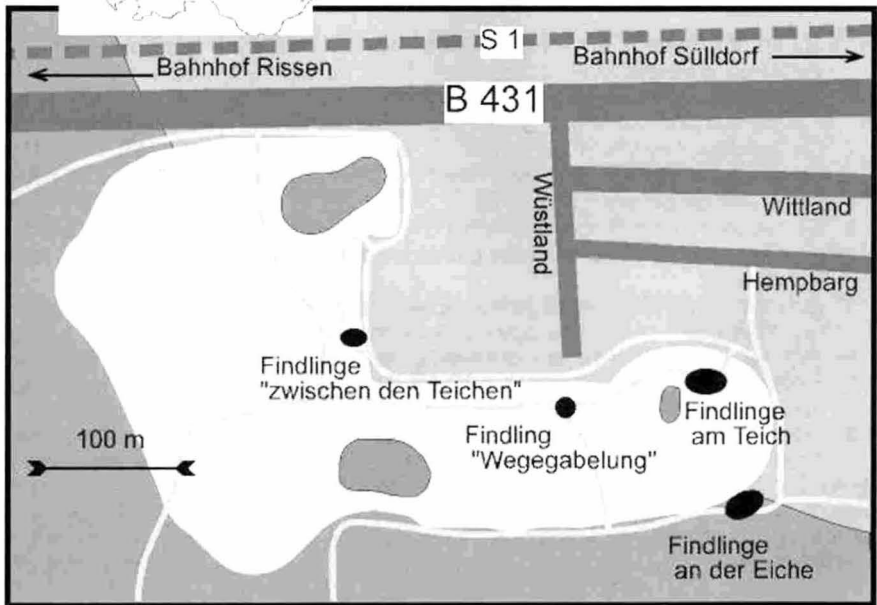 S 1
Bahnhof Rissen
Bahnhof Sülldorf
B 431
Wüstland
Wittland
Hempbarg
Findlinge
"zwischen den Teichen"
Findling
"Wegegabelung"
Findlinge
am Teich
100 m
Findlinge
an der Eiche